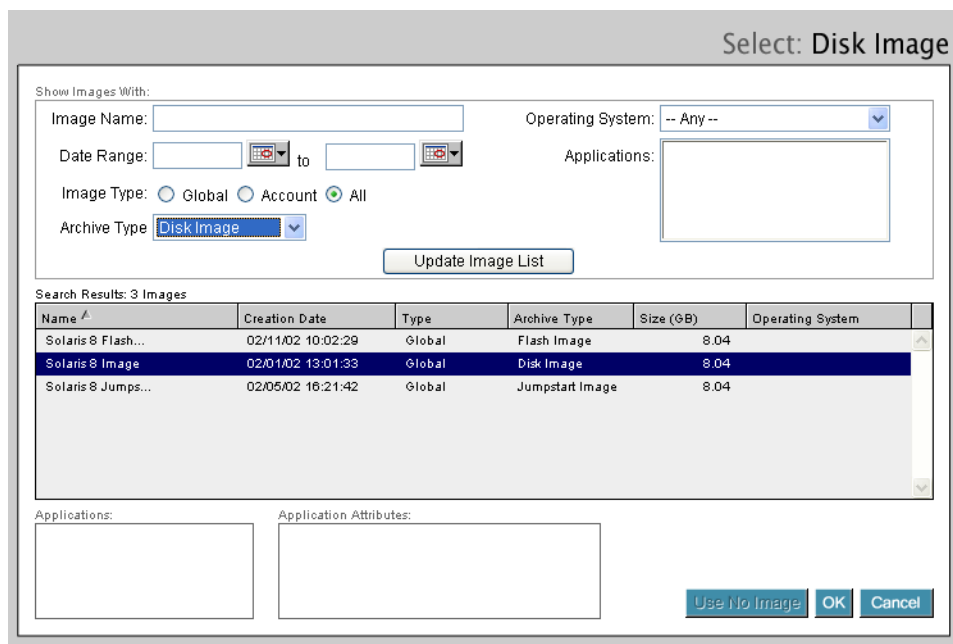 Select: Disk Image
Show Images With:
Image Name:
Operating System: -- Any --
Date Range: to
Applications:
Image Type: Global Account All
Archive Type Disk Image
Update Image List
Search Results: 3 Images
Name Creation Date Type Archive Type Size (GB) Operating System
Solaris 8 Flash... 02/11/02 10:02:29 Global Flash Image 8.04
Solaris 8 Image 02/01/02 13:01:33 Global Disk Image 8.04
Solaris 8 Jumps... 02/05/02 16:21:42 Global Jumpstart Image 8.04
Applications: Application Attributes:
Use No Image OK Cancel